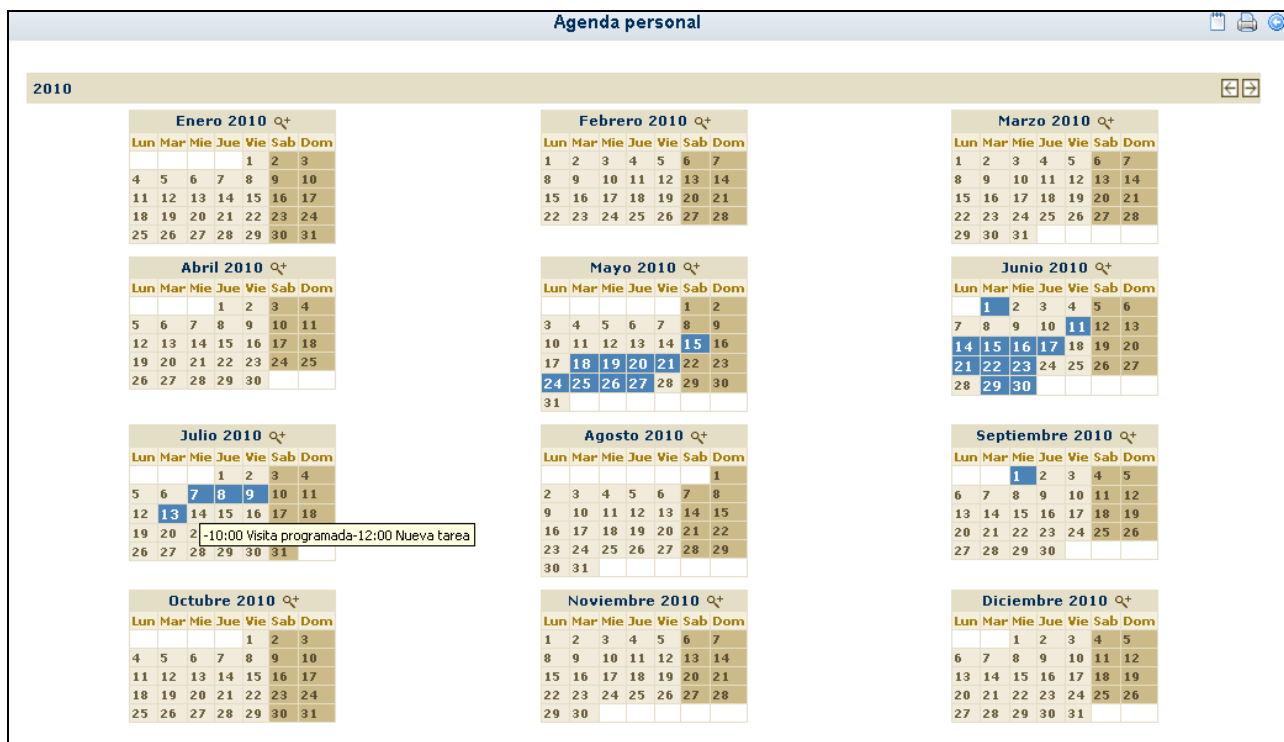 Agenda personal
2010
Enero 2010
Lun Mar Mie Jue Vie Sab Dom
1 2 3
4 5 6 7 8 9 10
11 12 13 14 15 16 17
18 19 20 21 22 23 24
25 26 27 28 29 30 31
Febrero 2010
Lun Mar Mie Jue Vie Sab Dom
1 2 3 4 5 6 7
8 9 10 11 12 13 14
15 16 17 18 19 20 21
22 23 24 25 26 27 28
Marzo 2010
Lun Mar Mie Jue Vie Sab Dom
1 2 3 4 5 6 7
8 9 10 11 12 13 14
15 16 17 18 19 20 21
22 23 24 25 26 27 28
29 30 31
Abril 2010
Lun Mar Mie Jue Vie Sab Dom
1 2 3 4
5 6 7 8 9 10 11
12 13 14 15 16 17 18
19 20 21 22 23 24 25
26 27 28 29 30
Mayo 2010
Lun Mar Mie Jue Vie Sab Dom
1 2
3 4 5 6 7 8 9
10 11 12 13 14 15 16
17 18 19 20 21 22 23
24 25 26 27 28 29 30
31
Junio 2010
Lun Mar Mie Jue Vie Sab Dom
1 2 3 4 5 6
7 8 9 10 11 12 13
14 15 16 17 18 19 20
21 22 23 24 25 26 27
28 29 30
Julio 2010
Lun Mar Mie Jue Vie Sab Dom
1 2 3 4
5 6 7 8 9 10 11
12 13 14 15 16 17 18
19 20 2
-10:00 Visita programada-12:00 Nueva tarea
26 27 28 29 30 31
Agosto 2010
Lun Mar Mie Jue Vie Sab Dom
1
2 3 4 5 6 7 8
9 10 11 12 13 14 15
16 17 18 19 20 21 22
23 24 25 26 27 28 29
30 31
Septiembre 2010
Lun Mar Mie Jue Vie Sab Dom
1 2 3 4 5
6 7 8 9 10 11 12
13 14 15 16 17 18 19
20 21 22 23 24 25 26
27 28 29 30
Octubre 2010
Lun Mar Mie Jue Vie Sab Dom
1 2 3
4 5 6 7 8 9 10
11 12 13 14 15 16 17
18 19 20 21 22 23 24
25 26 27 28 29 30 31
Noviembre 2010
Lun Mar Mie Jue Vie Sab Dom
1 2 3 4 5 6 7
8 9 10 11 12 13 14
15 16 17 18 19 20 21
22 23 24 25 26 27 28
29 30
Diciembre 2010
Lun Mar Mie Jue Vie Sab Dom
1 2 3 4 5
6 7 8 9 10 11 12
13 14 15 16 17 18 19
20 21 22 23 24 25 26
27 28 29 30 31